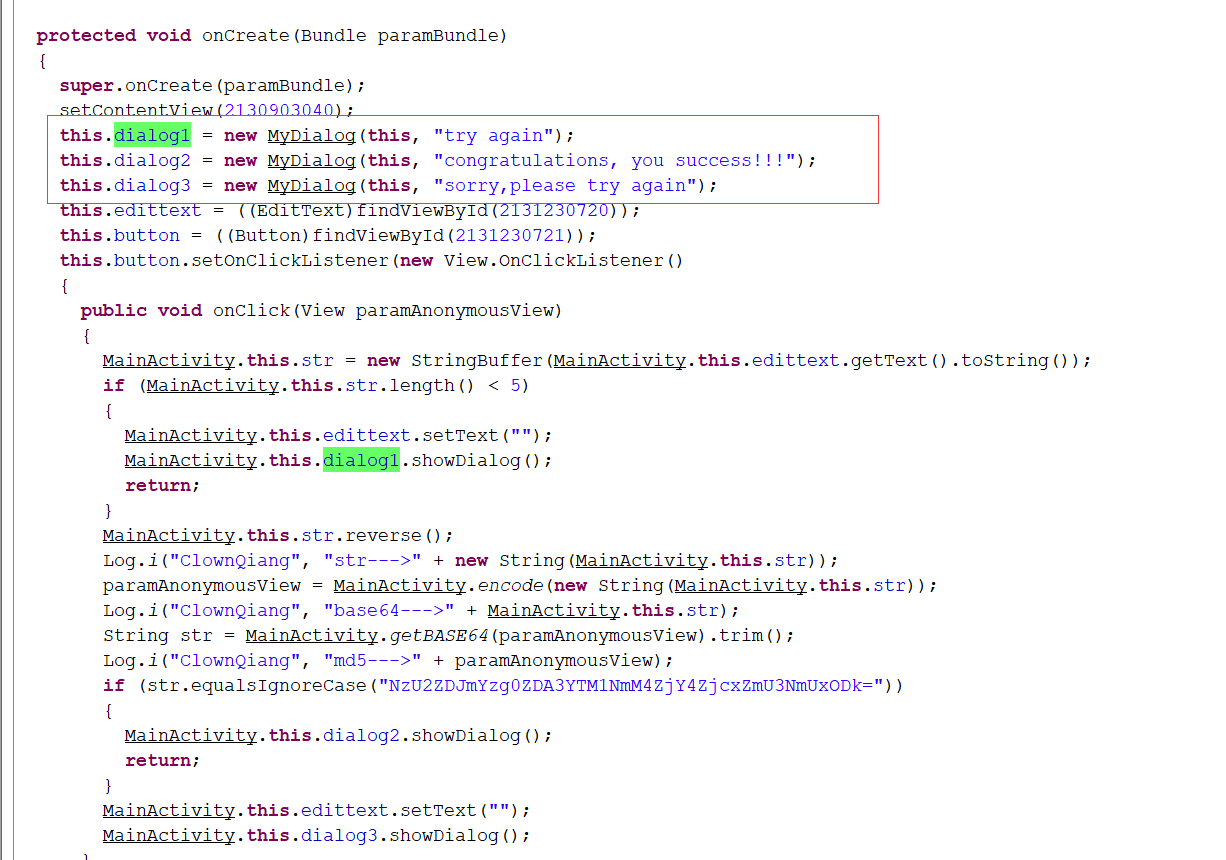 protected void onCreate(Bundle paramBundle)
{
super.onCreate(paramBundle);
setContentView(2130903040);
this.dialog1 = new MyDialog(this, "try again");
this.dialog2 = new MyDialog(this, "congratulations, you success!!!");
this.dialog3 = new MyDialog(this, "sorry,please try again");
this.edittext = ((EditText)findViewById(2131230720));
this.button = ((Button)findViewById(2131230721));
this.button.setOnClickListener(new View.OnClickListener()
{
public void onClick(View paramAnonymousView)
{
MainActivity.this.str = new StringBuffer(MainActivity.this.edittext.getText().toString());
if (MainActivity.this.str.length() < 5)
{
MainActivity.this.edittext.setText("");
MainActivity.this.dialog1.showDialog();
return;
}
MainActivity.this.str.reverse();
Log.i("ClownQiang", "str--->" + new String(MainActivity.this.str));
paramAnonymousView = MainActivity.encode(new String(MainActivity.this.str));
Log.i("ClownQiang", "base64--->" + MainActivity.this.str);
String str = MainActivity.getBASE64(paramAnonymousView).trim();
Log.i("ClownQiang", "md5--->" + paramAnonymousView);
if (str.equalsIgnoreCase("NzU2ZDJmYzg0ZDA3YTM1NmM4ZjY4ZjcxZmU3NmUxODk="))
{
MainActivity.this.dialog2.showDialog();
return;
}
MainActivity.this.edittext.setText("");
MainActivity.this.dialog3.showDialog();
}